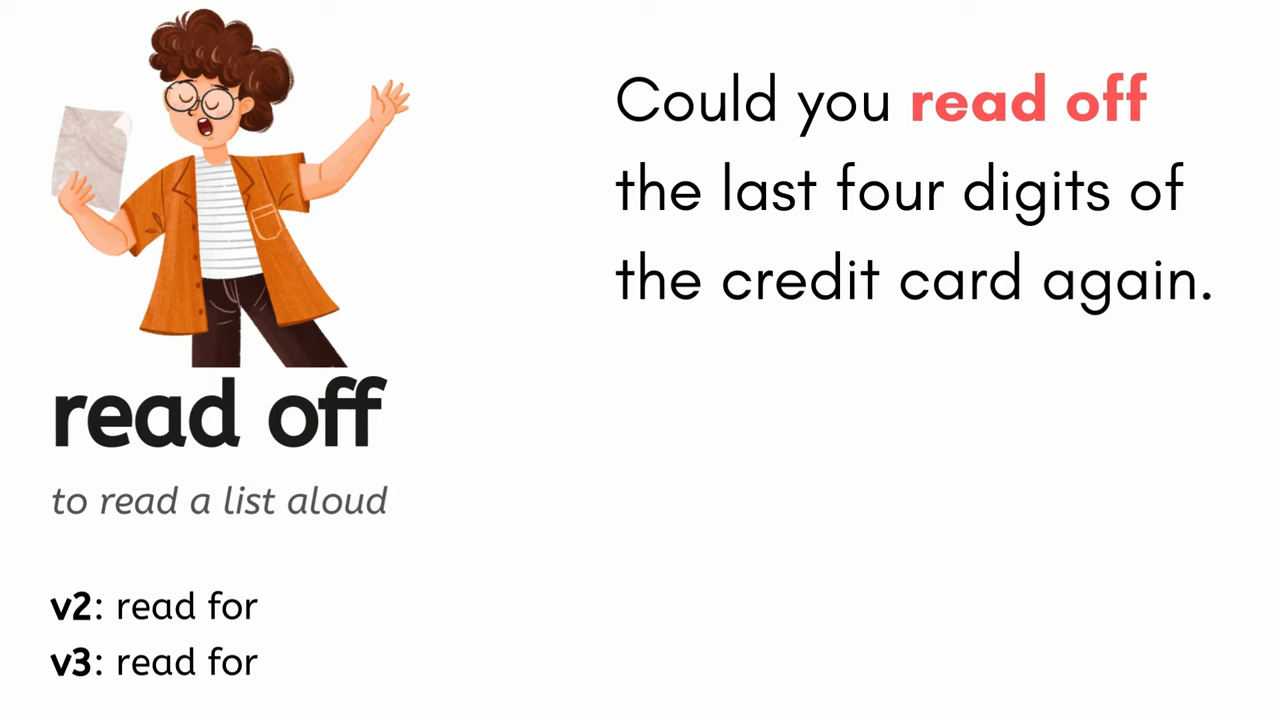 read off
to read a list aloud
v2: read for
v3: read for
Could you read off
the last four digits of
the credit card again.